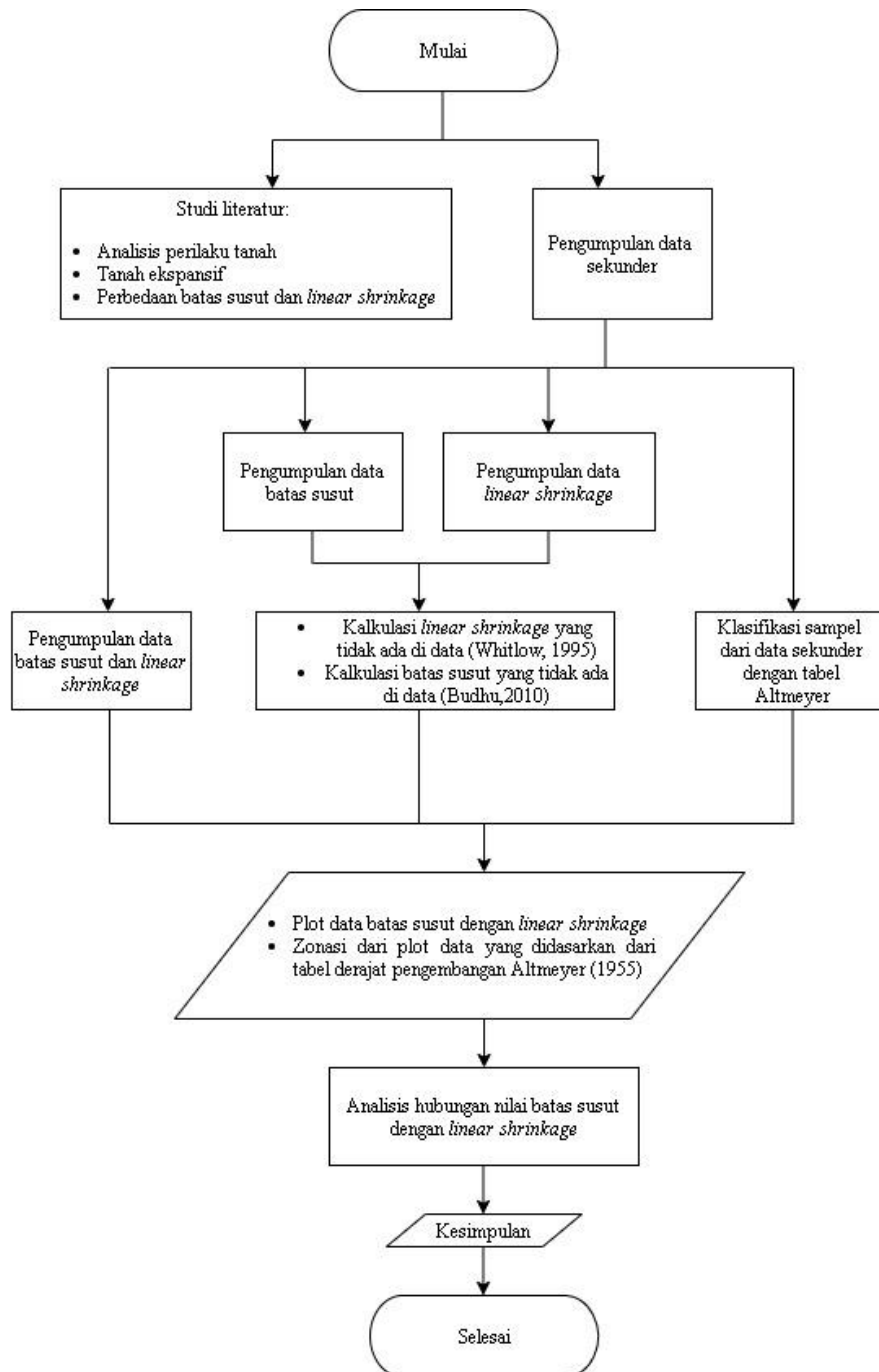 Mulai
Studi literatur:
• Analisis perilaku tanah
• Tanah ekspansif
• Perbedaan batas susut dan linear shrinkage
Pengumpulan data
sekunder
Pengumpulan data
batas susut
Pengumpulan data
linear shrinkage
Pengumpulan data
batas susut dan linear
shrinkage
• Kalkulasi linear shrinkage yang
tidak ada di data (Whitlow, 1995)
• Kalkulasi batas susut yang tidak ada
di data (Budhu,2010)
Klasifikasi sampel
dari data sekunder
dengan tabel
Altmeyer
• Plot data batas susut dengan linear shrinkage
• Zonasi dari plot data yang didasarkan dari
tabel derajat pengembangan Altmeyer (1955)
Analisis hubungan nilai batas susut
dengan linear shrinkage
Kesimpulan
Selesai